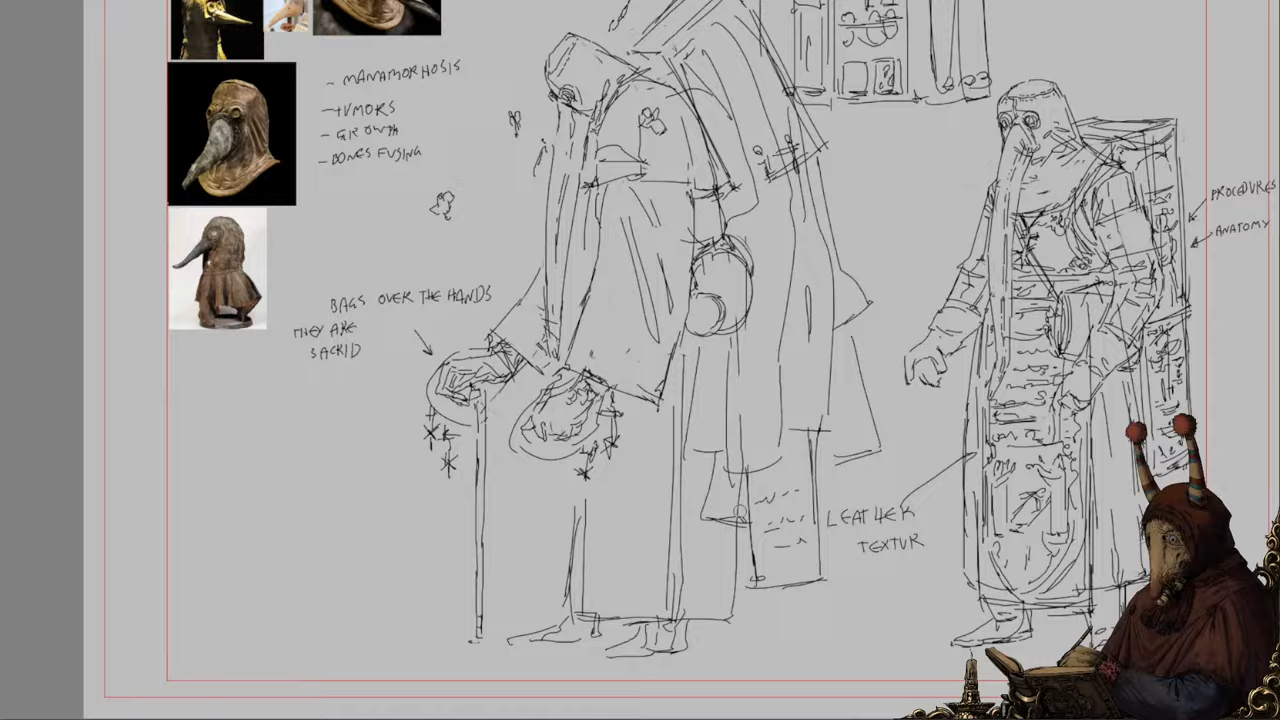 - MANAMORHOSIS
- TUMORS
- GROWTH
- BONES FUSING
PROCEDURES
ANATOMY
BAGS OVER THE HANDS
THEY ARE
SACRID
LEATHER
TEXTUR